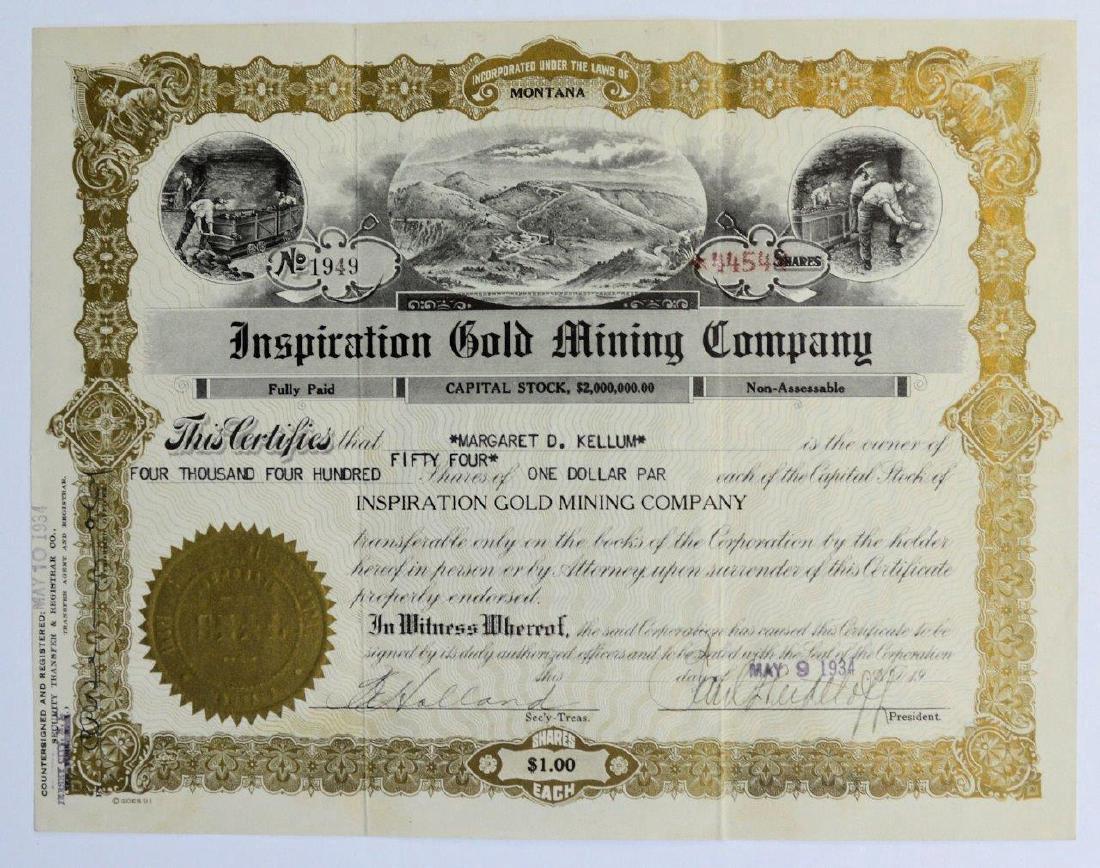 INCORPORATED UNDER THE LAWS OF
MONTANA
No 1949
*4454* SHARES
Inspiration Gold Mining Company
Fully Paid CAPITAL STOCK, $2,000,000.00 Non-Assessable
This Certifies that *MARGARET D. KELLUM* is the owner of
FOUR THOUSAND FOUR HUNDRED FIFTY FOUR* Shares of ONE DOLLAR PAR each of the Capital Stock of
INSPIRATION GOLD MINING COMPANY
transferable only on the books of the Corporation by the holder
hereof in person or by Attorney upon surrender of this Certificate
properly endorsed.
In Witness Whereof, the said Corporation has caused this Certificate to be
signed by its duly authorized officers and to be sealed with the Seal of the Corporation
this day of MAY 9 1934 A.D. 19
Holland
Sec'y-Treas. President.
SHARES
$1.00
EACH
© GOES 91
COUNTERSIGNED AND REGISTERED: MAY 10 1934
SECURITY TRANSFER & REGISTRAR CO.,
TRANSFER AGENT AND REGISTRAR.